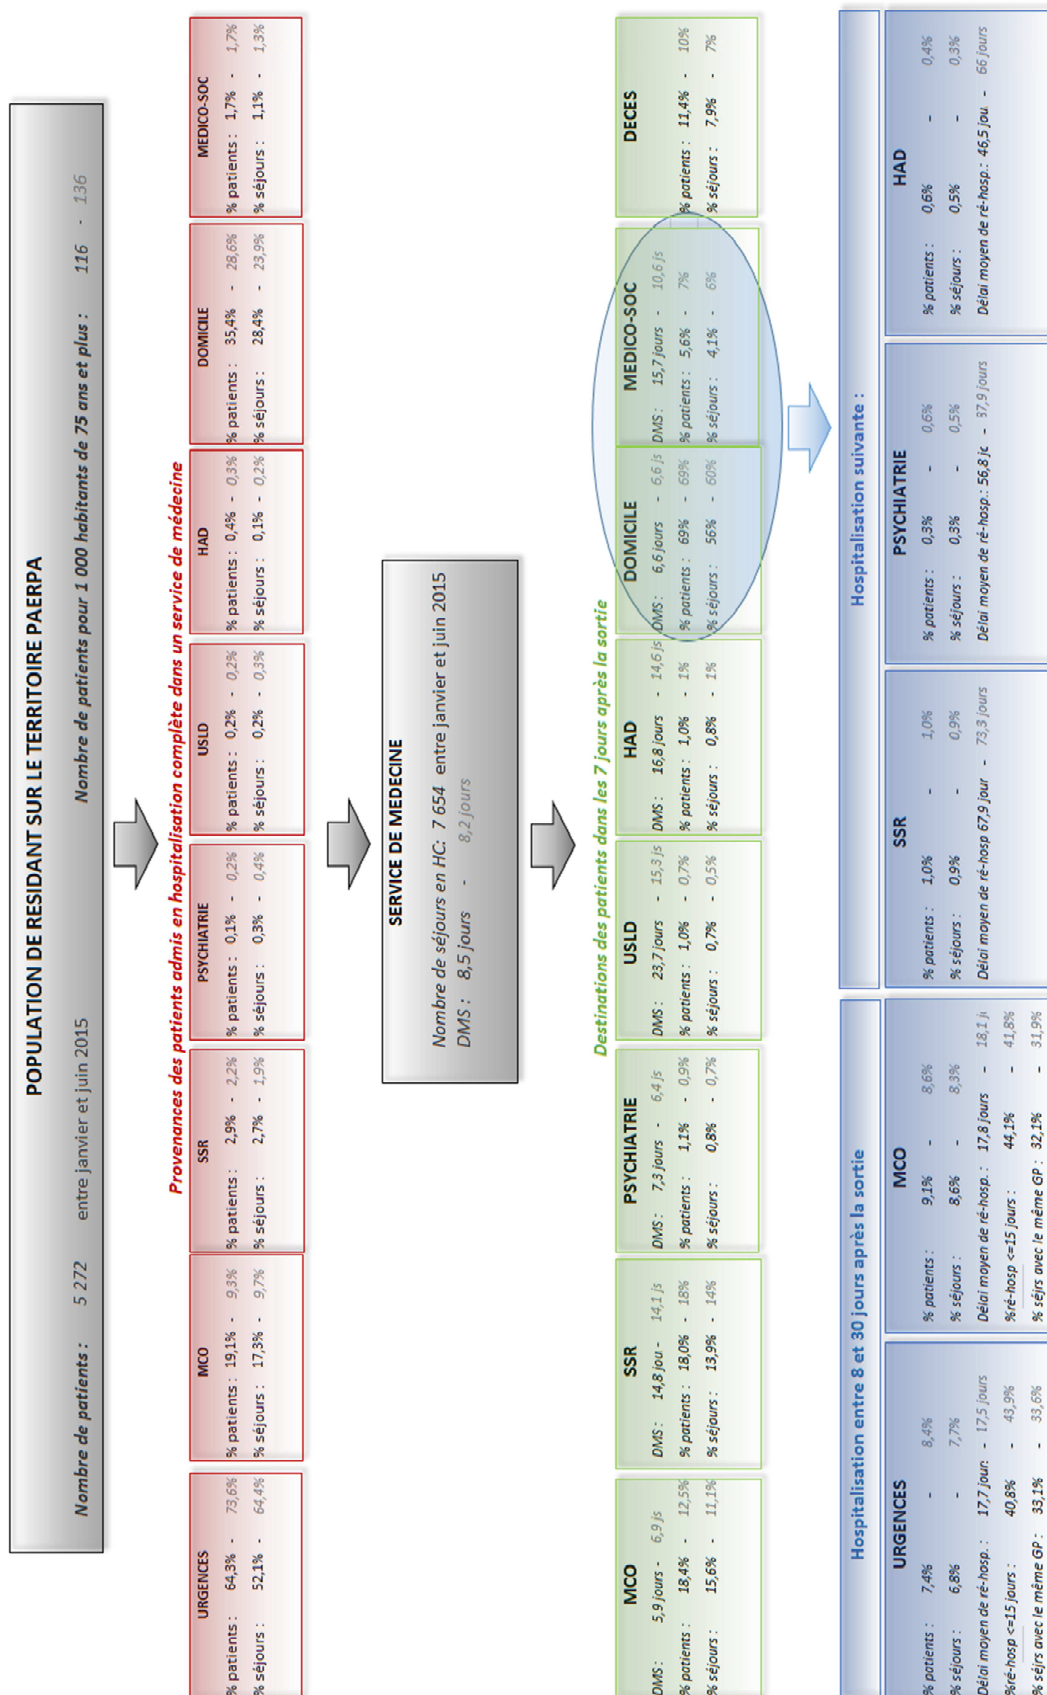 POPULATION DE RESIDANT SUR LE TERRITOIRE PAERPA
Nombre de patients : 5 272 entre janvier et juin 2015 Nombre de patients pour 1 000 habitants de 75 ans et plus : 116 - 136
Provenances des patients admis en hospitalisation complète dans un service de médecine
URGENCES
% patients : 64,3% - 73,6%
% séjours : 52,1% - 64,4%
MCO
% patients : 19,1% - 9,3%
% séjours : 17,3% - 9,7%
SSR
% patients : 2,9% - 2,2%
% séjours : 2,7% - 1,9%
PSYCHIATRIE
% patients : 0,1% - 0,2%
% séjours : 0,3% - 0,4%
USLD
% patients : 0,2% - 0,2%
% séjours : 0,2% - 0,3%
HAD
% patients : 0,4% - 0,3%
% séjours : 0,1% - 0,2%
DOMICILE
% patients : 35,4% - 28,6%
% séjours : 28,4% - 23,9%
MEDICO-SOC
% patients : 1,7% - 1,7%
% séjours : 1,1% - 1,3%
SERVICE DE MEDECINE
Nombre de séjours en HC: 7 654 entre janvier et juin 2015
DMS : 8,5 jours - 8,2 jours
Destinations des patients dans les 7 jours après la sortie
MCO
DMS : 5,9 jours - 6,9 js
% patients : 18,4% - 12,5%
% séjours : 15,6% - 11,1%
SSR
DMS : 14,8 jou - 14,1 js
% patients : 18,0% - 18%
% séjours : 13,9% - 14%
PSYCHIATRIE
DMS : 7,3 jours - 6,4 js
% patients : 1,1% - 0,9%
% séjours : 0,8% - 0,7%
USLD
DMS : 23,7 jours - 15,3 js
% patients : 1,0% - 0,7%
% séjours : 0,7% - 0,5%
HAD
DMS : 16,8 jours - 14,6 js
% patients : 1,0% - 1%
% séjours : 0,8% - 1%
DOMICILE
DMS : 6,6 jours - 6,6 js
% patients : 69% - 69%
% séjours : 56% - 60%
MEDICO-SOC
DMS : 15,7 jours - 10,6 js
% patients : 5,6% - 7%
% séjours : 4,1% - 6%
DECES
% patients : 11,4% - 10%
% séjours : 7,9% - 7%
Hospitalisation entre 8 et 30 jours après la sortie
URGENCES
% patients : 7,4% - 8,4%
% séjours : 6,8% - 7,7%
Délai moyen de ré-hosp. : 17,7 jour: - 17,5 jours
%ré-hosp <=15 jours : 40,8% - 43,9%
% séjrs avec le même GP : 33,1% - 33,6%
MCO
% patients : 9,1% - 8,6%
% séjours : 8,6% - 8,3%
Délai moyen de ré-hosp. : 17,8 jours - 18,1 j
%ré-hosp <=15 jours : 44,1% - 41,8%
% séjrs avec le même GP : 32,1% - 31,9%
Hospitalisation suivante :
SSR
% patients : 1,0% - 1,0%
% séjours : 0,9% - 0,9%
Délai moyen de ré-hosp 67,9 jour - 73,3 jours
PSYCHIATRIE
% patients : 0,3% - 0,6%
% séjours : 0,3% - 0,5%
Délai moyen de ré-hosp.: 56,8 jc - 37,9 jours
HAD
% patients : 0,6% - 0,4%
% séjours : 0,5% - 0,3%
Délai moyen de ré-hosp.: 46,5 jou. - 66 jours